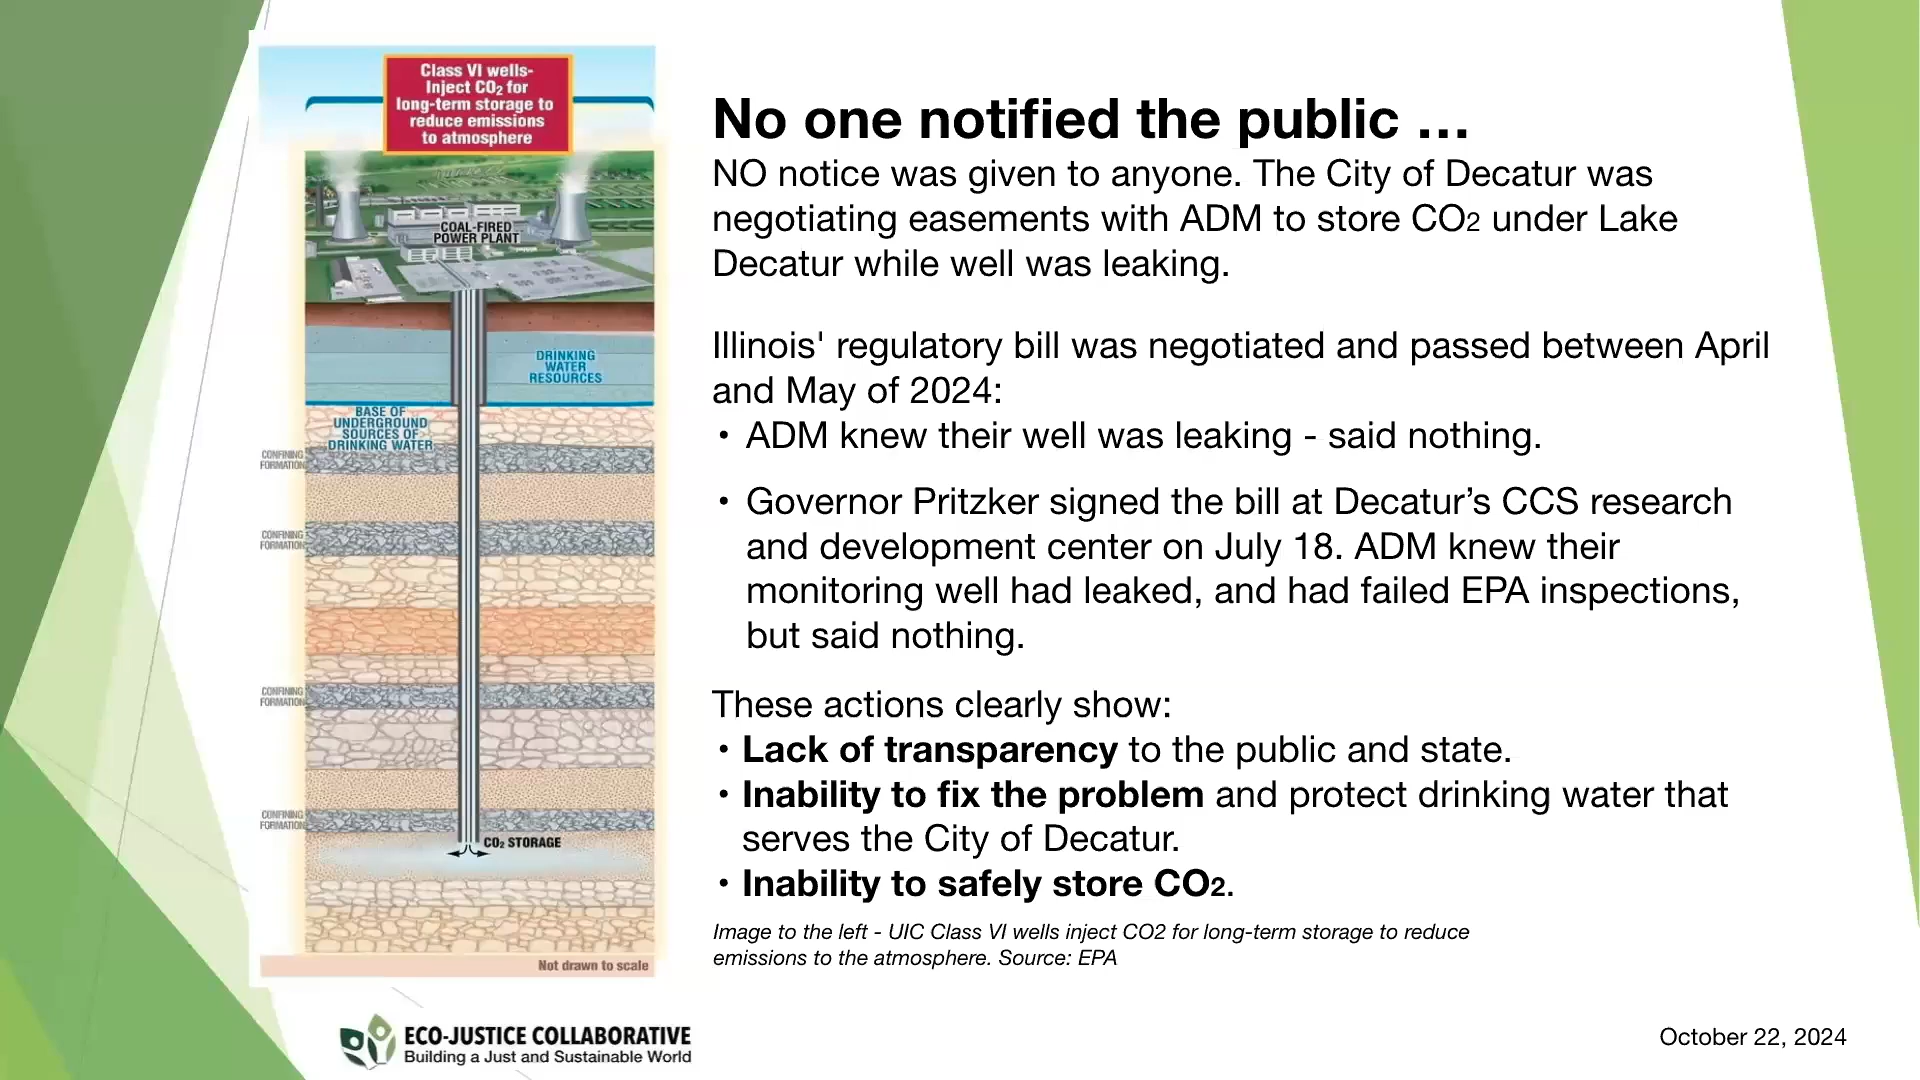 Class VI wells-
Inject CO2 for
long-term storage to
reduce emissions
to atmosphere
COAL-FIRED
POWER PLANT
DRINKING
WATER
RESOURCES
BASE OF
UNDERGROUND
SOURCES OF
DRINKING WATER
CONFINING
FORMATION
CONFINING
FORMATION
CONFINING
FORMATION
CONFINING
FORMATION
CO2 STORAGE
Not drawn to scale
No one notified the public …
NO notice was given to anyone. The City of Decatur was
negotiating easements with ADM to store CO2 under Lake
Decatur while well was leaking.
Illinois' regulatory bill was negotiated and passed between April
and May of 2024:
• ADM knew their well was leaking - said nothing.
• Governor Pritzker signed the bill at Decatur’s CCS research
and development center on July 18. ADM knew their
monitoring well had leaked, and had failed EPA inspections,
but said nothing.
These actions clearly show:
• Lack of transparency to the public and state.
• Inability to fix the problem and protect drinking water that
serves the City of Decatur.
• Inability to safely store CO2.
Image to the left - UIC Class VI wells inject CO2 for long-term storage to reduce
emissions to the atmosphere. Source: EPA
ECO-JUSTICE COLLABORATIVE
Building a Just and Sustainable World
October 22, 2024